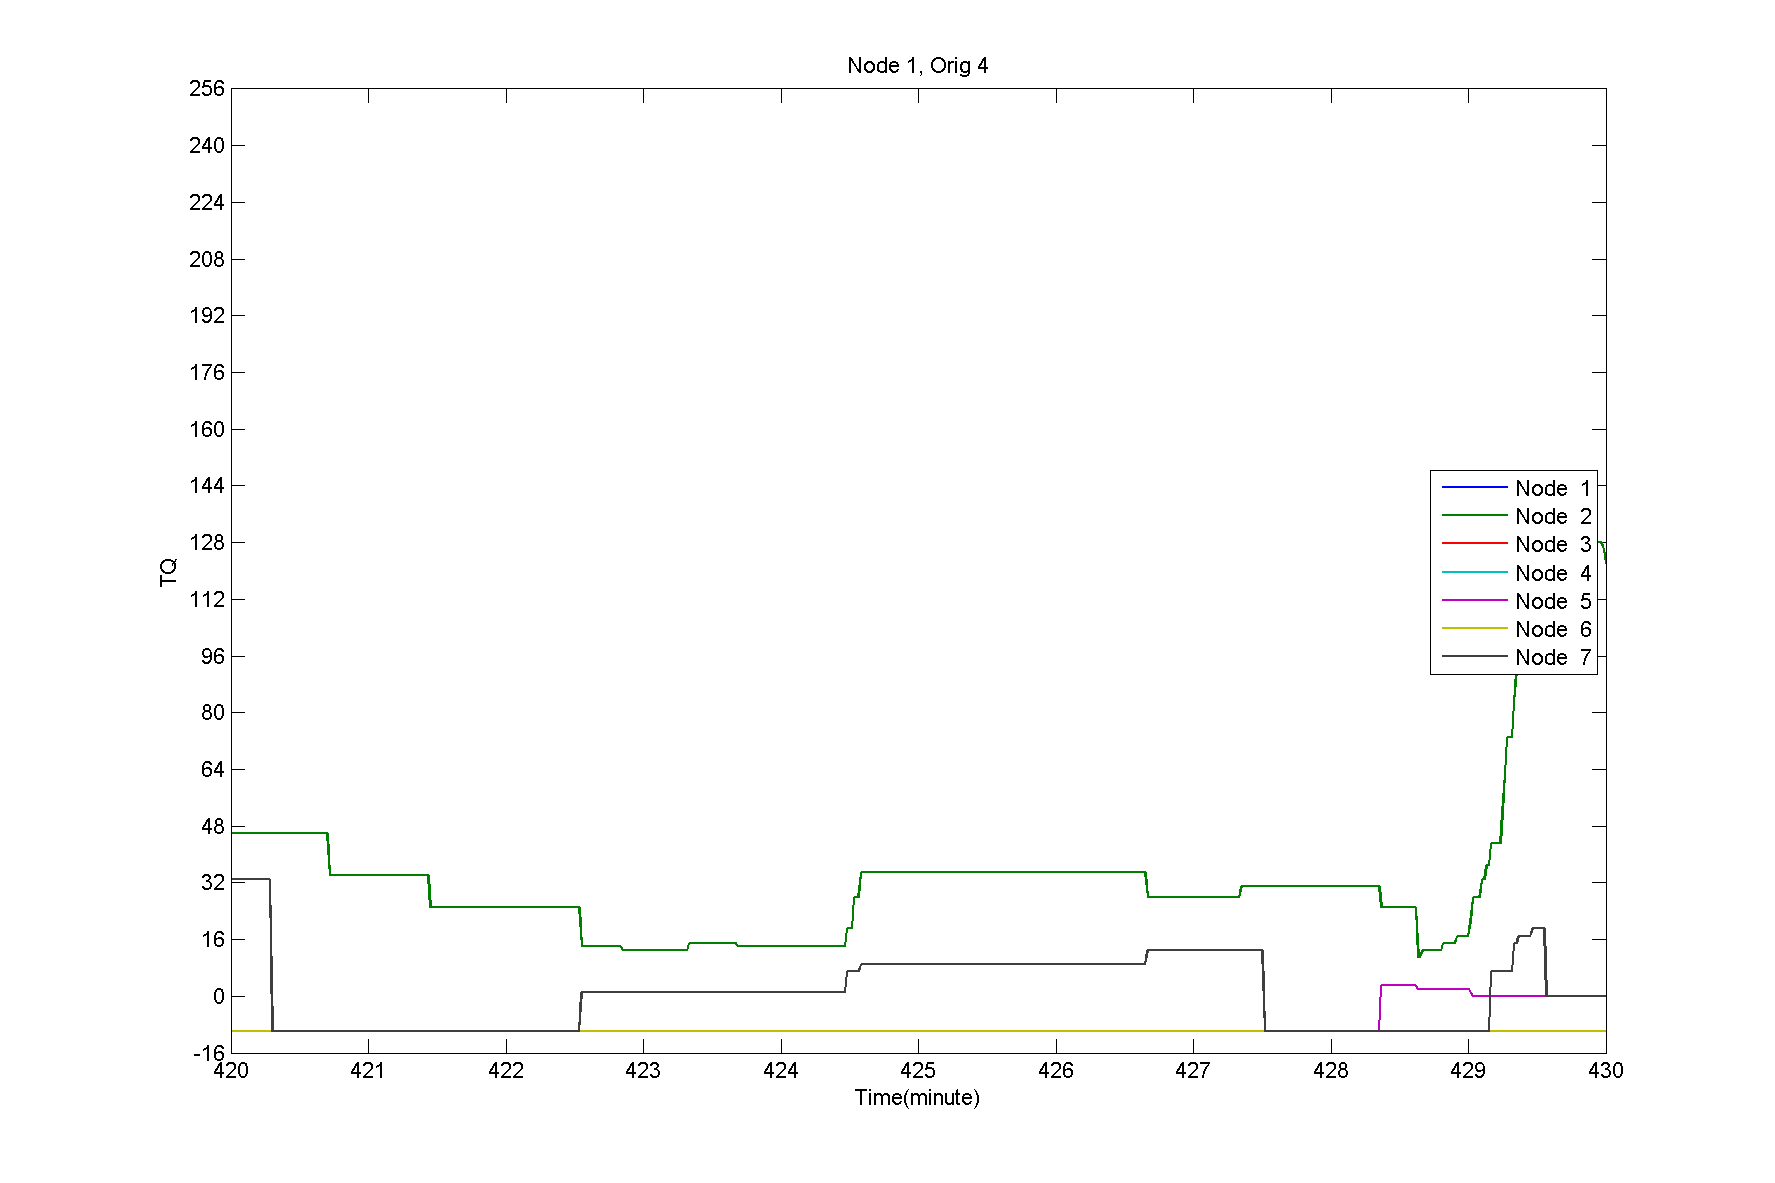 Node 1, Orig 4
256
240
224
208
192
176
160
144
128
112
96
80
64
48
32
16
0
-16
TQ
Node 1
Node 2
Node 3
Node 4
Node 5
Node 6
Node 7
420 421 422 423 424 425 426 427 428 429 430
Time(minute)